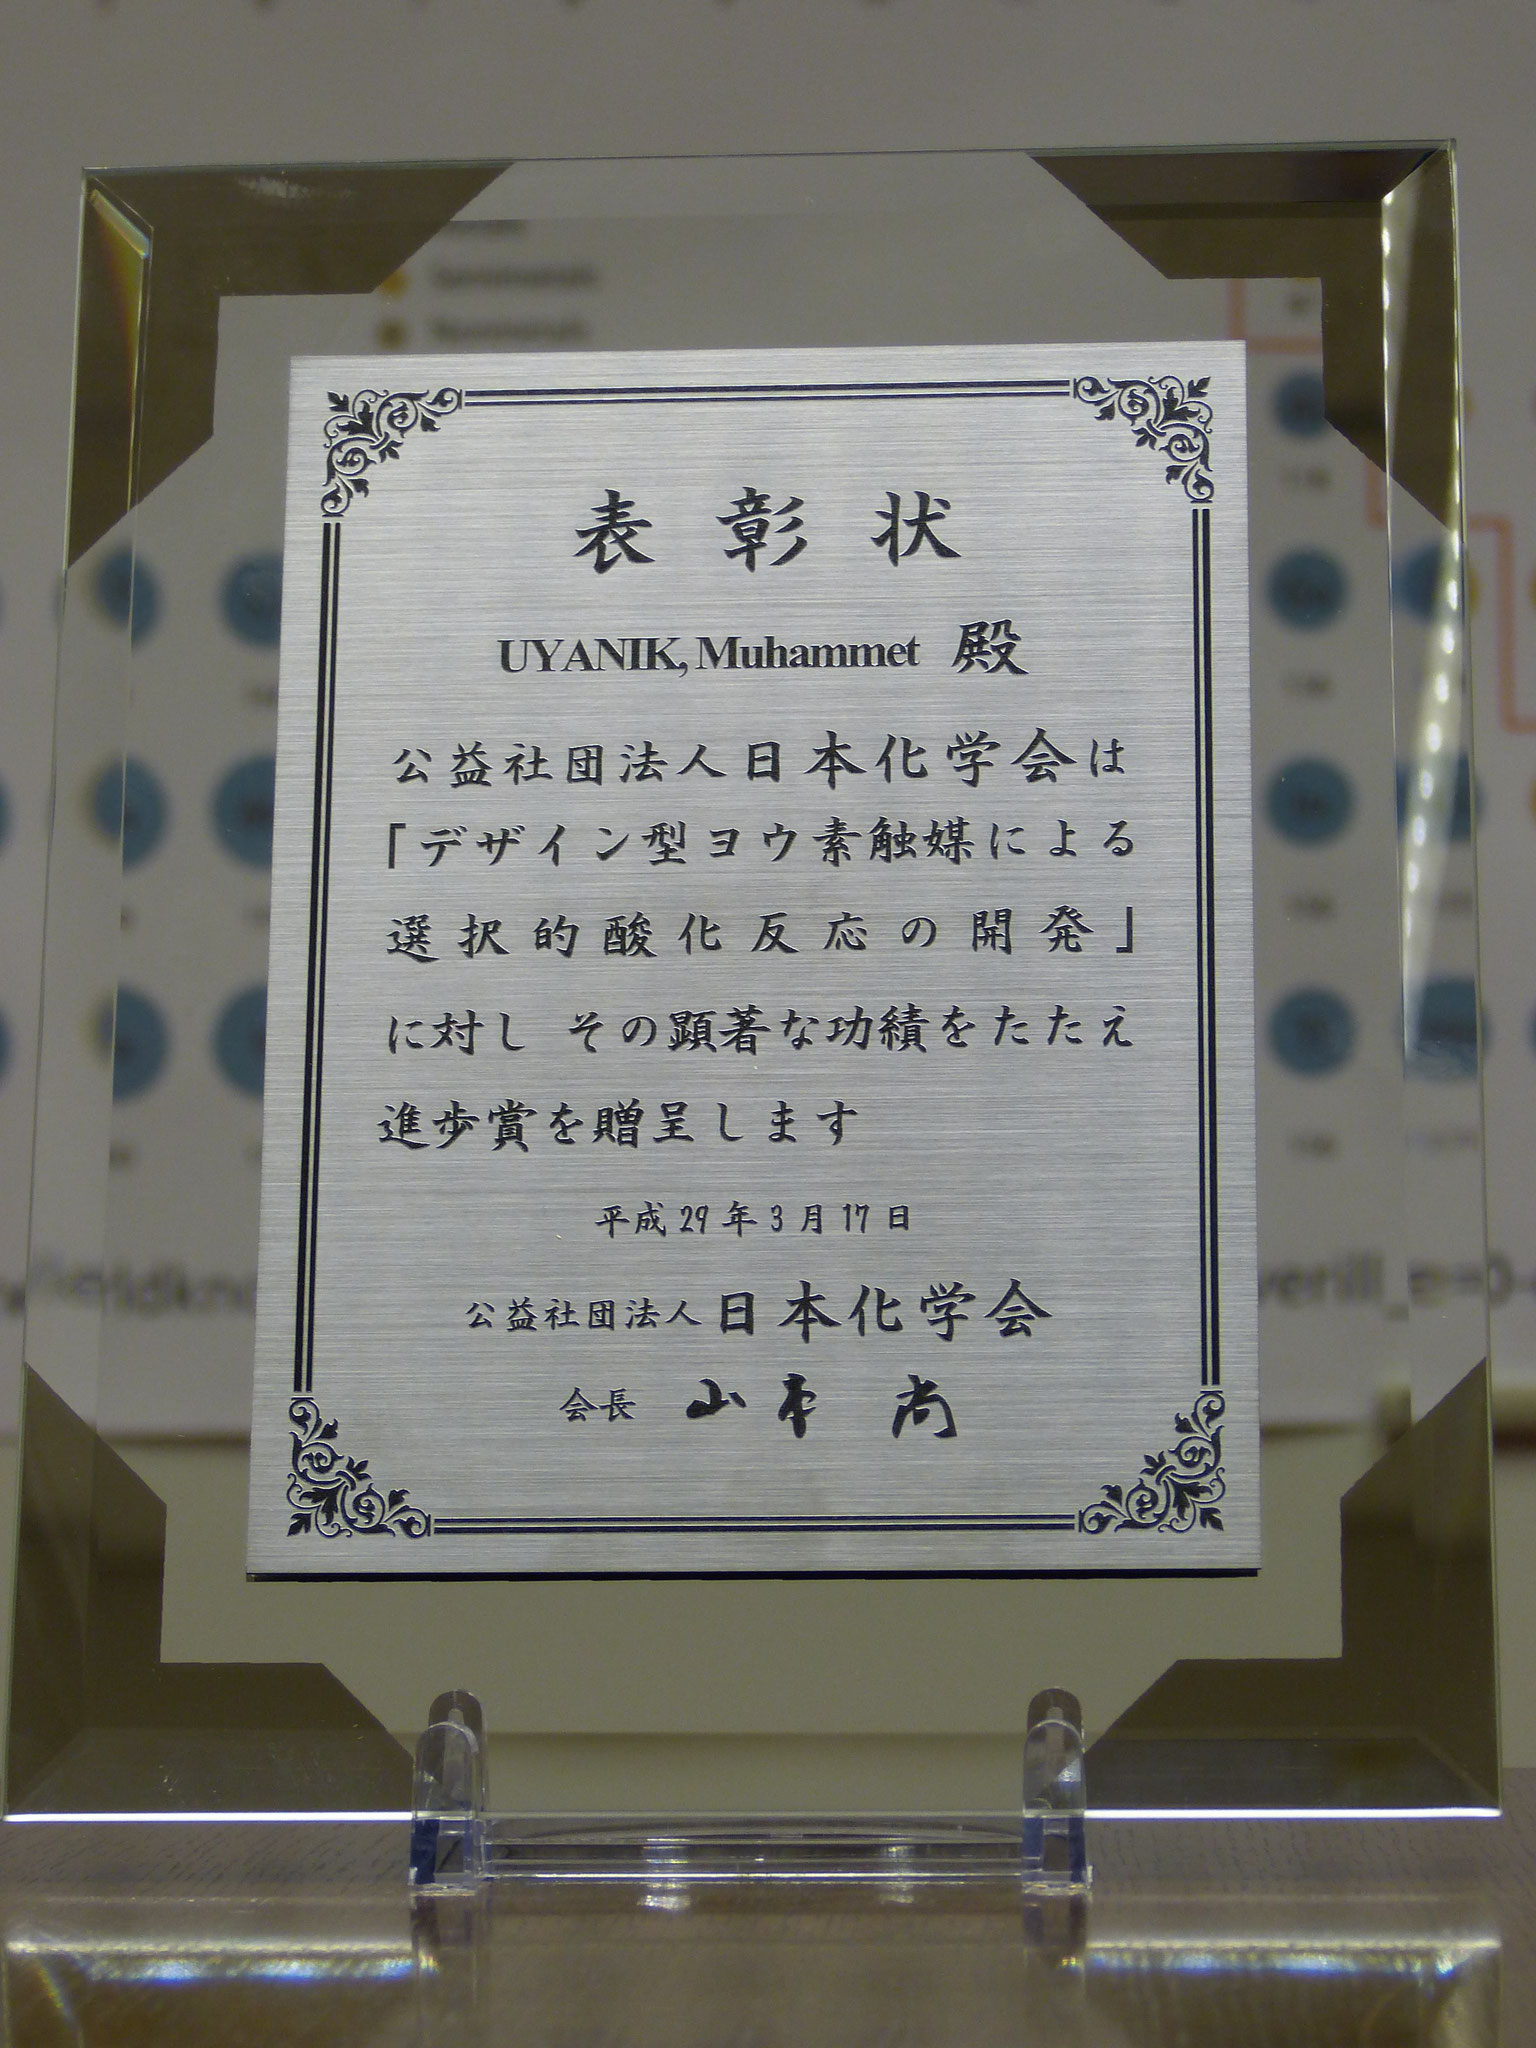 表彰状
UYANIK, Muhammet 殿
公益社団法人日本化学会は
「デザイン型ヨウ素触媒による
選択的酸化反応の開発」
に対し その顕著な功績をたたえ
進歩賞を贈呈します
平成29年3月17日
公益社団法人日本化学会
会長 山本 尚